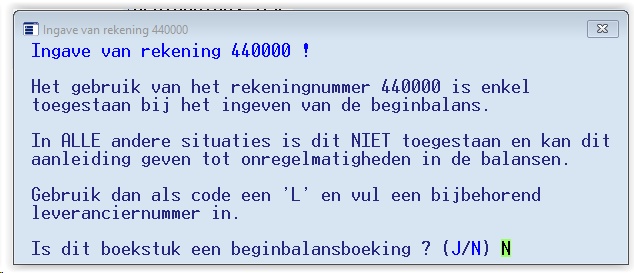 Ingave van rekening 440000
Ingave van rekening 440000 !
Het gebruik van het rekeningnummer 440000 is enkel
toegestaan bij het ingeven van de beginbalans.
In ALLE andere situaties is dit NIET toegestaan en kan dit
aanleiding geven tot onregelmatigheden in de balansen.
Gebruik dan als code een 'L' en vul een bijbehorend
leveranciernummer in.
Is dit boekstuk een beginbalansboeking ? (J/N) N